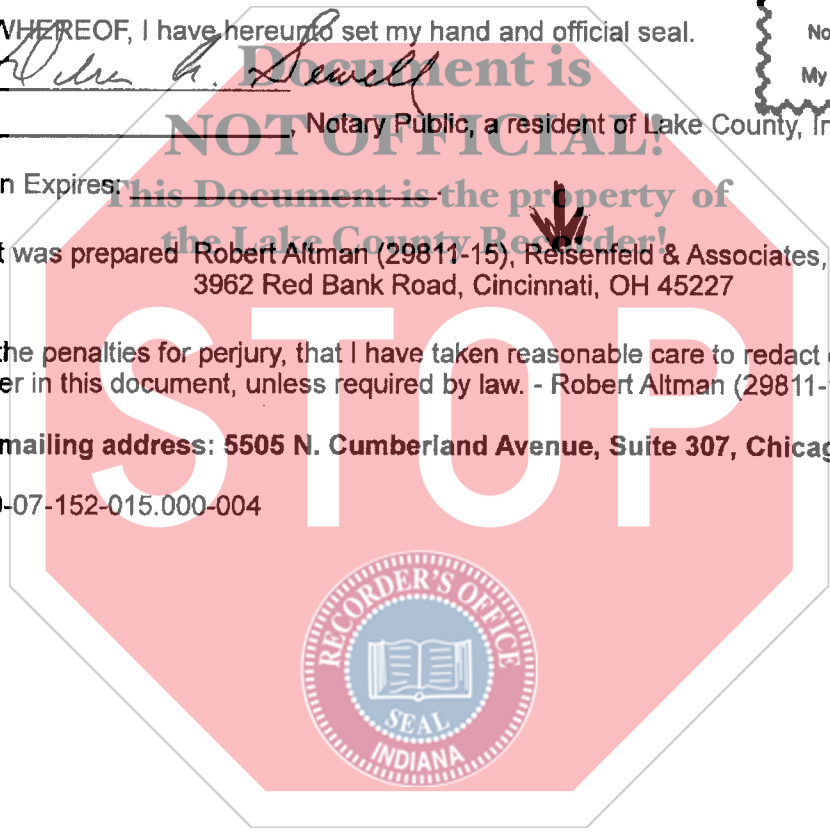 WHEREOF, I have hereunto set my hand and official seal.
No
My
Document is
Sewell
, Notary Public, a resident of Lake County, In
NOT OFFICIAL!
n Expires:
This Document is the property of
the Lake County Recorder!
t was prepared Robert Altman (29811-15), Reisenfeld & Associates,
3962 Red Bank Road, Cincinnati, OH 45227
STOP
the penalties for perjury, that I have taken reasonable care to redact
er in this document, unless required by law. - Robert Altman (29811-
mailing address: 5505 N. Cumberland Avenue, Suite 307, Chicag
-07-152-015.000-004
RECORDER'S OFFICE
SEAL
INDIANA